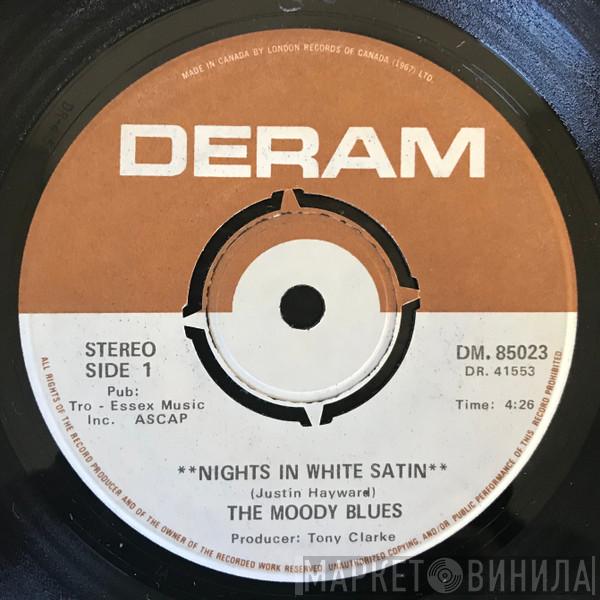 MADE IN CANADA BY LONDON RECORDS OF CANADA (1967) LTD.
DERAM
STEREO
SIDE 1
Pub:
Tro - Essex Music
Inc. ASCAP
DM. 85023
DR. 41553
Time: 4:26
**NIGHTS IN WHITE SATIN**
(Justin Hayward)
THE MOODY BLUES
Producer: Tony Clarke
ALL RIGHTS OF THE RECORD PRODUCER AND OF THE OWNER OF THE RECORDED WORK RESERVED. UNAUTHORIZED COPYING, AND/OR PUBLIC PERFORMANCE OF THIS RECORD PROHIBITED.
МАРКЕТ ВИНИЛА